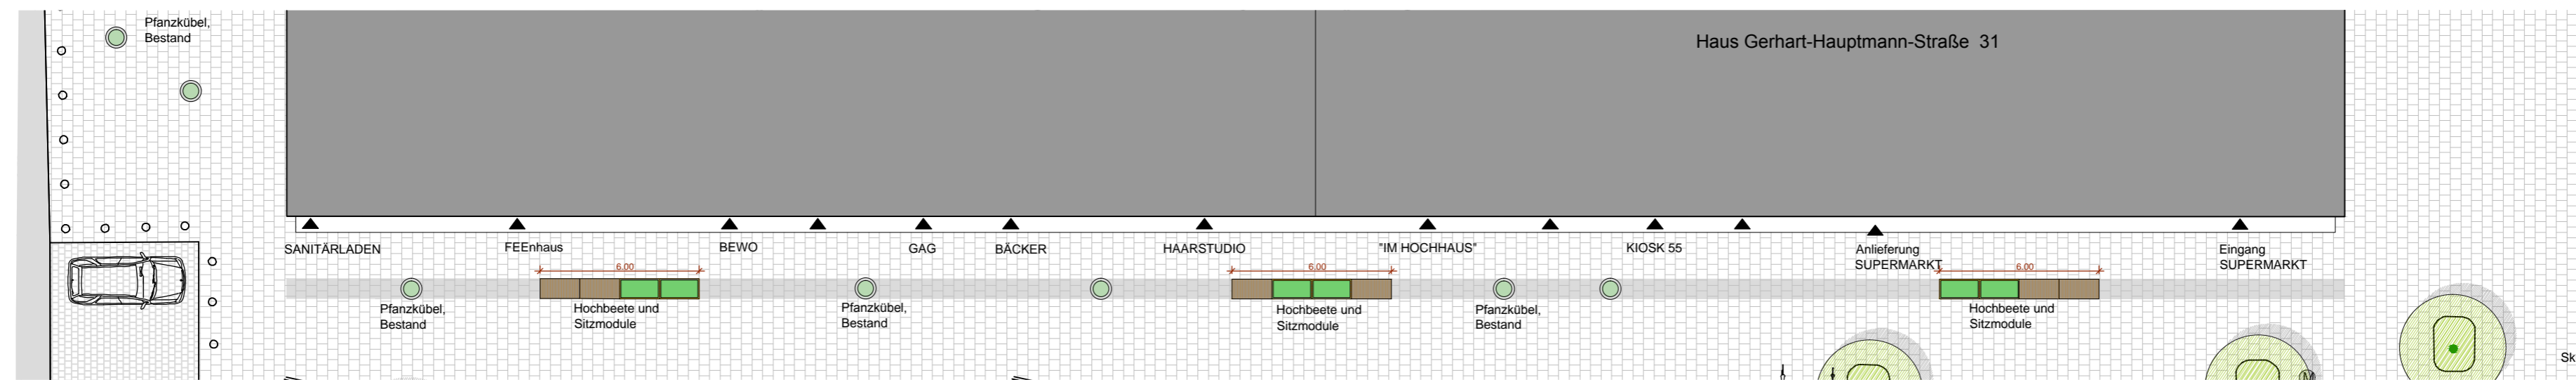 Pfanzkübel,
Bestand
Haus Gerhart-Hauptmann-Straße 31
SANITÄRLADEN
FEEnhaus
BEWO
GAG
BÄCKER
HAARSTUDIO
"IM HOCHHAUS"
KIOSK 55
Anlieferung
SUPERMARKT
Eingang
SUPERMARKT
6.00
6.00
6.00
Pfanzkübel,
Bestand
Hochbeete und
Sitzmodule
Pfanzkübel,
Bestand
Hochbeete und
Sitzmodule
Pfanzkübel,
Bestand
Hochbeete und
Sitzmodule
Sk
M